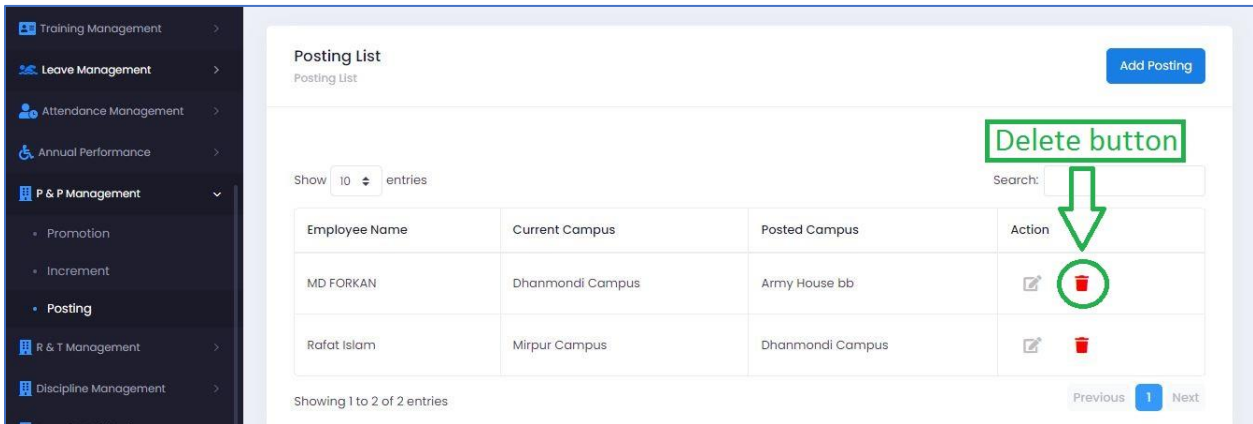 Training Management
Leave Management
Attendance Management
Annual Performance
P & P Management
Promotion
Increment
Posting
R & T Management
Discipline Management
Posting List
Posting List
Add Posting
Delete button
Show 10 entries
Search:
Employee Name Current Campus Posted Campus Action
MD FORKAN Dhanmondi Campus Army House bb
Rafat Islam Mirpur Campus Dhanmondi Campus
Showing 1 to 2 of 2 entries
Previous 1 Next